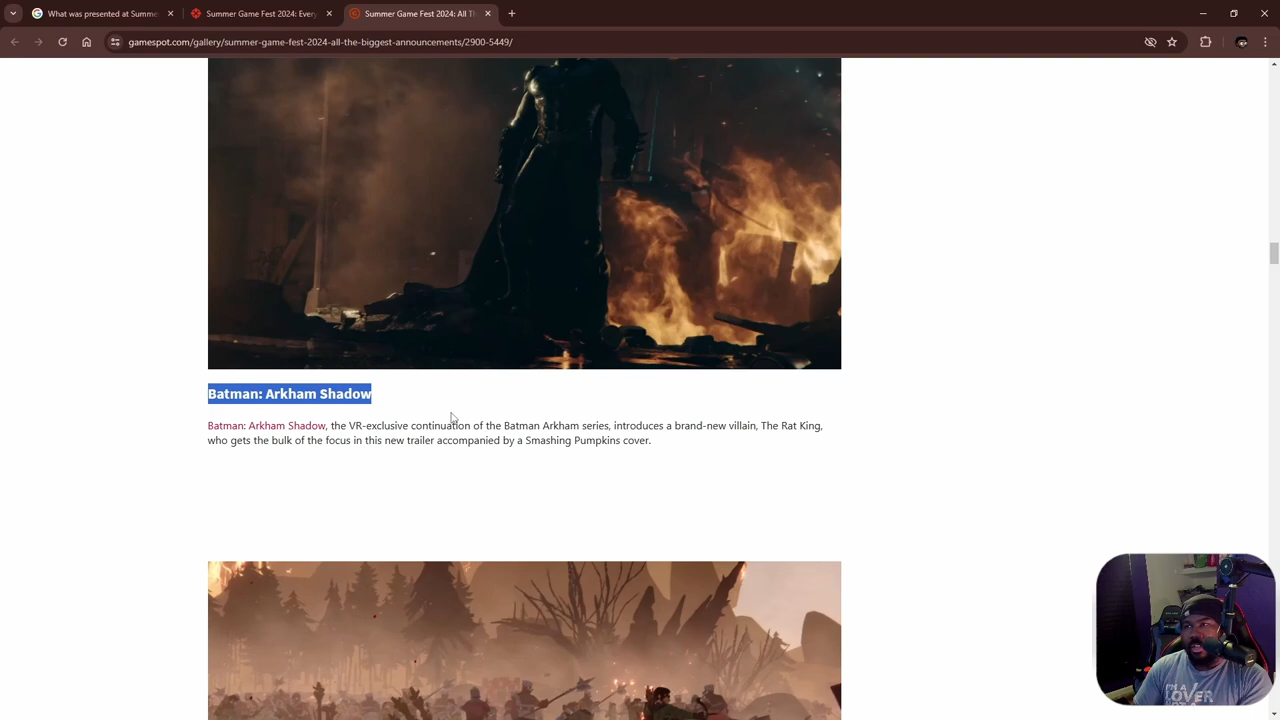 What was presented at Summe
Summer Game Fest 2024: Every
Summer Game Fest 2024: All Th
gamespot.com/gallery/summer-game-fest-2024-all-the-biggest-announcements/2900-5449/
Batman: Arkham Shadow
Batman: Arkham Shadow, the VR-exclusive continuation of the Batman Arkham series, introduces a brand-new villain, The Rat King,
who gets the bulk of the focus in this new trailer accompanied by a Smashing Pumpkins cover.
I'M A
LOVER